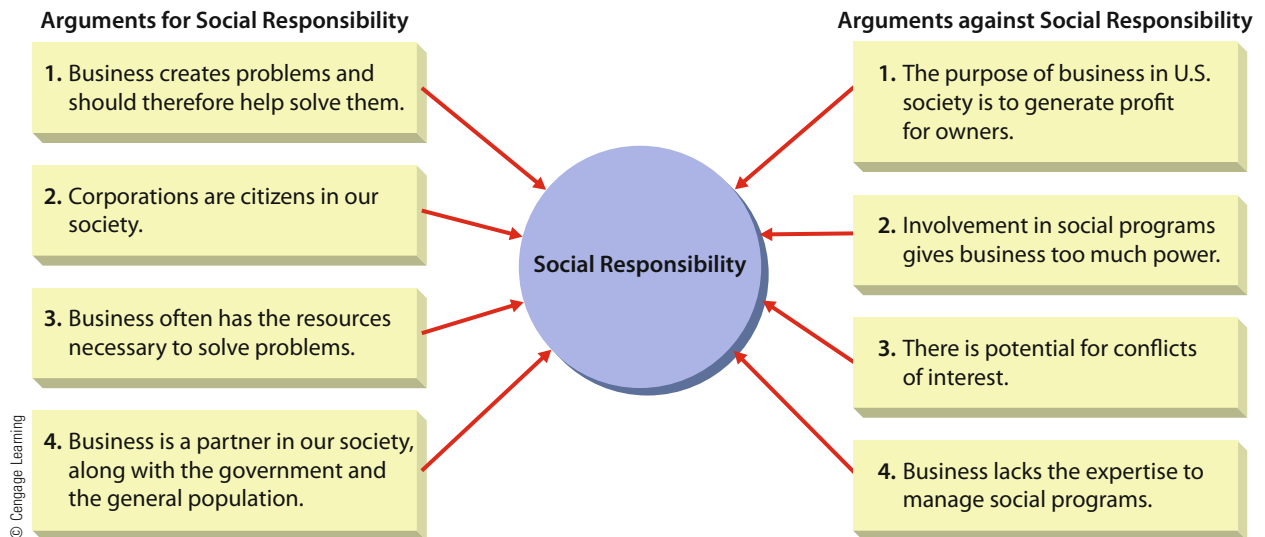 Arguments for Social Responsibility
1. Business creates problems and
should therefore help solve them.
2. Corporations are citizens in our
society.
3. Business often has the resources
necessary to solve problems.
4. Business is a partner in our society,
along with the government and
the general population.
Social Responsibility
Arguments against Social Responsibility
1. The purpose of business in U.S.
society is to generate profit
for owners.
2. Involvement in social programs
gives business too much power.
3. There is potential for conflicts
of interest.
4. Business lacks the expertise to
manage social programs.
© Cengage Learning